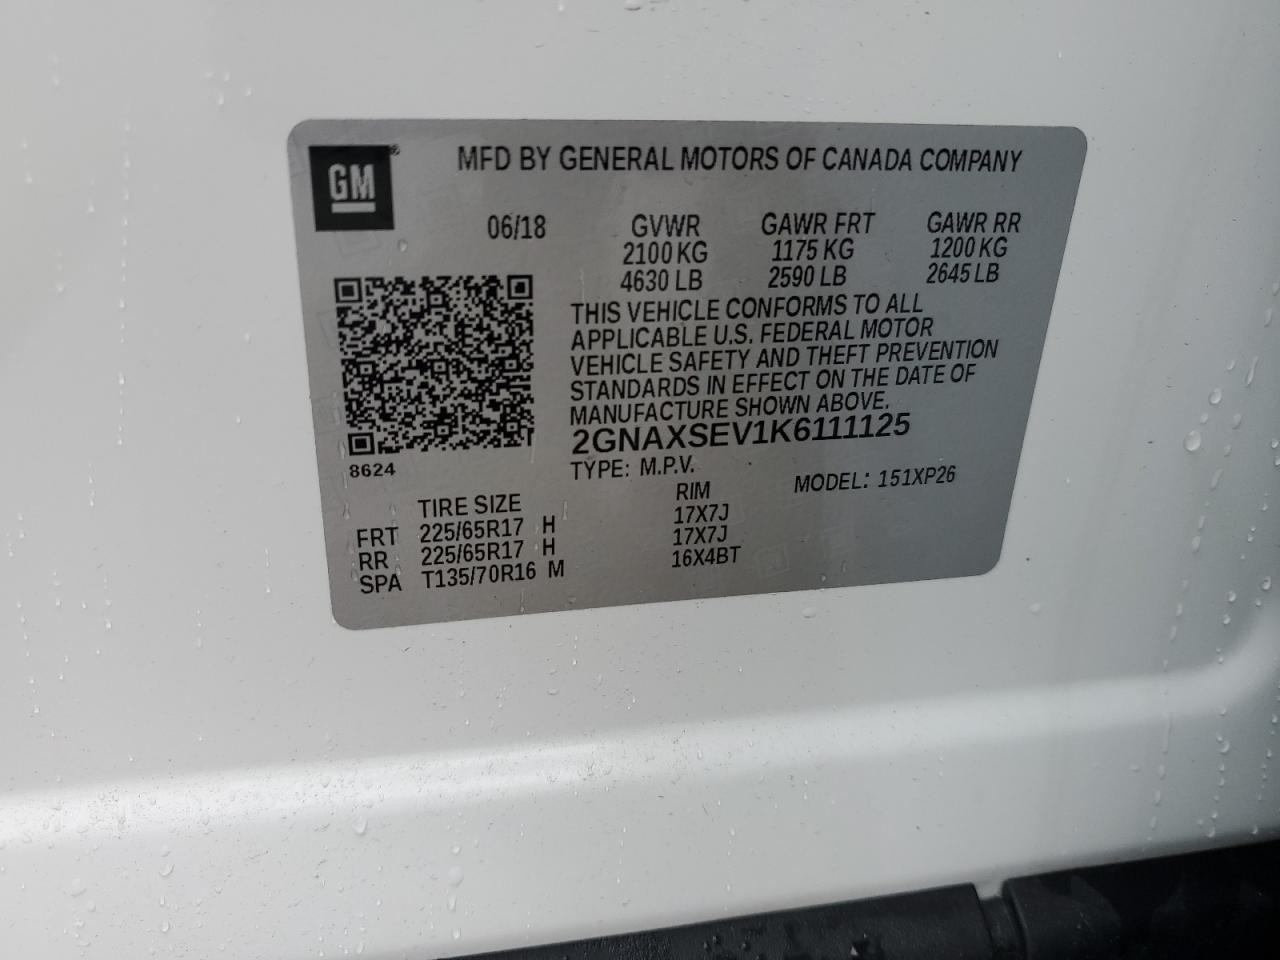 GM®
MFD BY GENERAL MOTORS OF CANADA COMPANY
06/18 GVWR GAWR FRT GAWR RR
2100 KG 1175 KG 1200 KG
4630 LB 2590 LB 2645 LB
THIS VEHICLE CONFORMS TO ALL
APPLICABLE U.S. FEDERAL MOTOR
VEHICLE SAFETY AND THEFT PREVENTION
STANDARDS IN EFFECT ON THE DATE OF
MANUFACTURE SHOWN ABOVE.
2GNAXSEV1K6111125
8624
TYPE: M.P.V. MODEL: 151XP26
TIRE SIZE RIM
FRT 225/65R17 H 17X7J
RR 225/65R17 H 17X7J
SPA T135/70R16 M 16X4BT